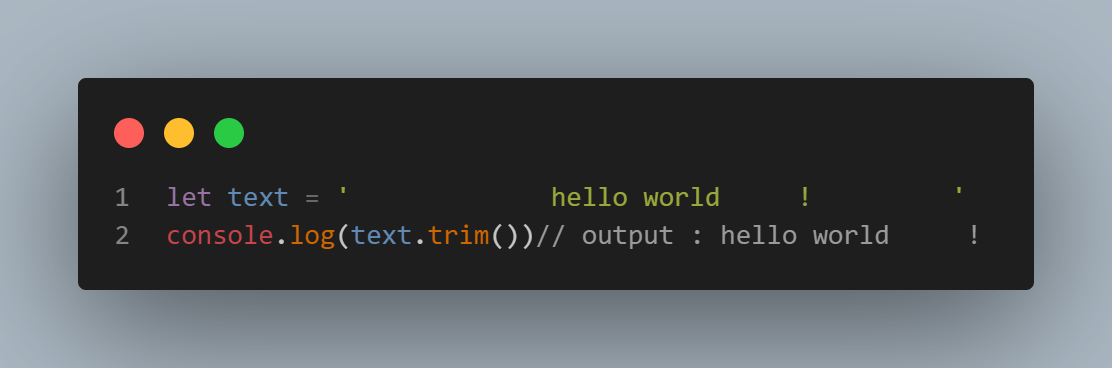 1 let text = '             hello world     !         '
2 console.log(text.trim())// output : hello world     !